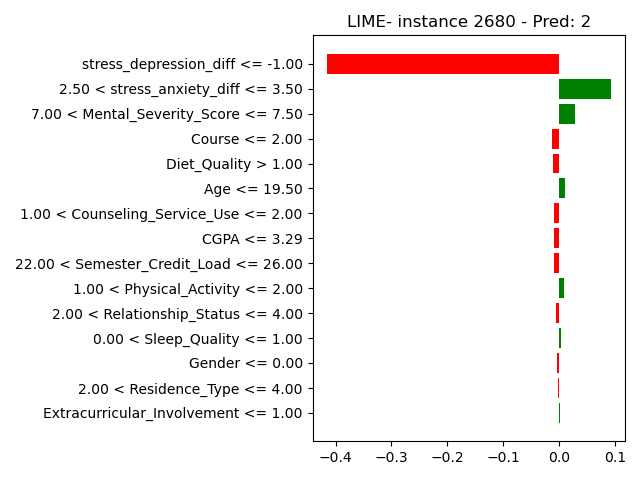 LIME- instance 2680 - Pred: 2
stress_depression_diff <= -1.00
2.50 < stress_anxiety_diff <= 3.50
7.00 < Mental_Severity_Score <= 7.50
Course <= 2.00
Diet_Quality > 1.00
Age <= 19.50
1.00 < Counseling_Service_Use <= 2.00
CGPA <= 3.29
22.00 < Semester_Credit_Load <= 26.00
1.00 < Physical_Activity <= 2.00
2.00 < Relationship_Status <= 4.00
0.00 < Sleep_Quality <= 1.00
Gender <= 0.00
2.00 < Residence_Type <= 4.00
Extracurricular_Involvement <= 1.00
−0.4 −0.3 −0.2 −0.1 0.0 0.1